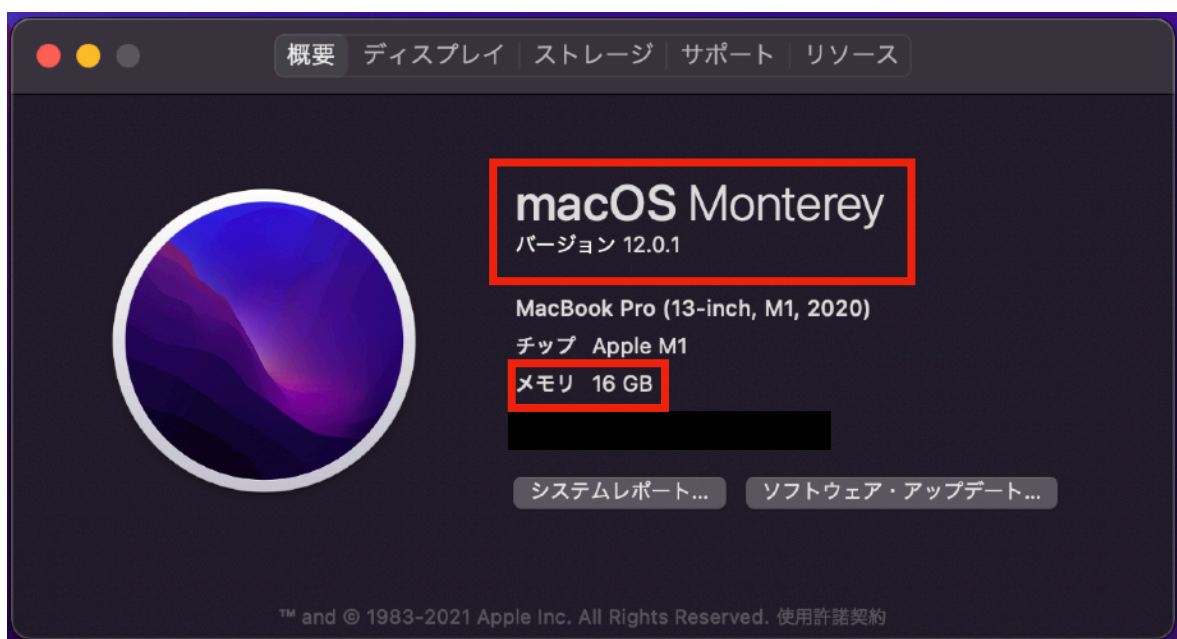 概要 ディスプレイ ストレージ サポート リソース
macOS Monterey
バージョン 12.0.1
MacBook Pro (13-inch, M1, 2020)
チップ Apple M1
メモリ 16 GB
システムレポート... ソフトウェア・アップデート...
™ and © 1983-2021 Apple Inc. All Rights Reserved. 使用許諾契約